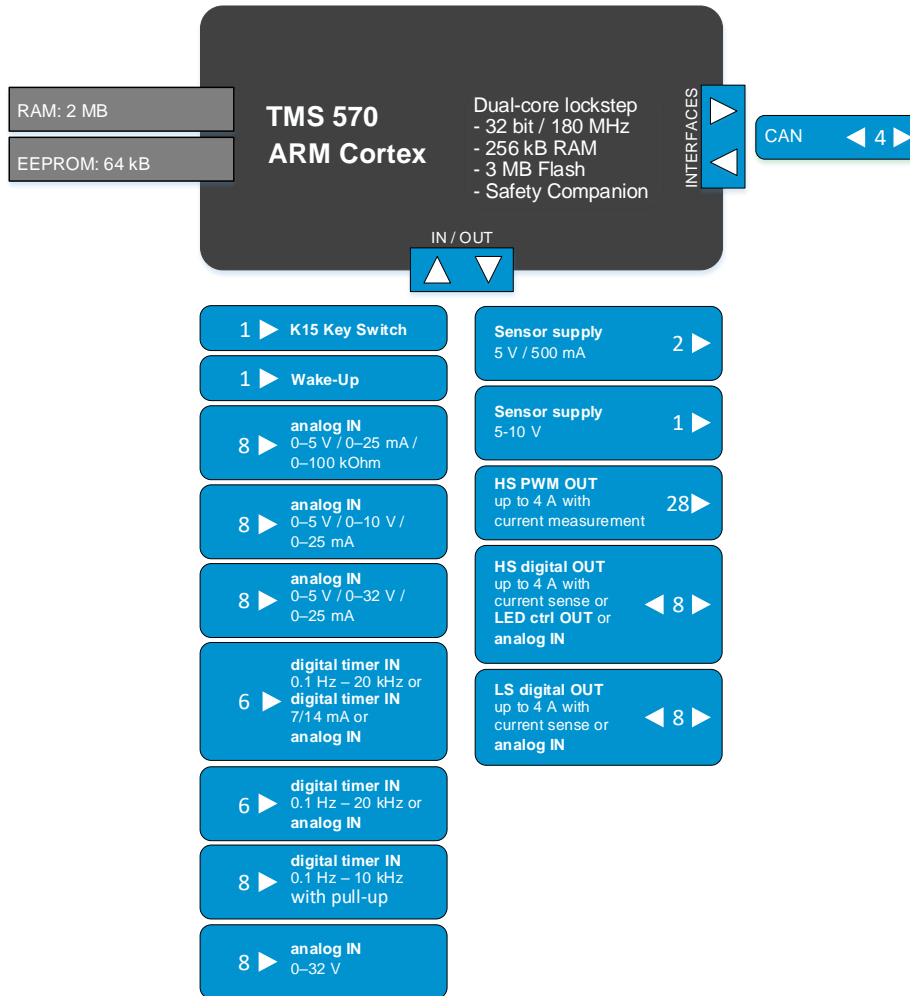 RAM: 2 MB
EEPROM: 64 kB
TMS 570
ARM Cortex
Dual-core lockstep
- 32 bit / 180 MHz
- 256 kB RAM
- 3 MB Flash
- Safety Companion
INTERFACES
CAN 4
IN / OUT
1 K15 Key Switch
1 Wake-Up
8 analog IN
0–5 V / 0–25 mA /
0–100 kOhm
8 analog IN
0–5 V / 0–10 V /
0–25 mA
8 analog IN
0–5 V / 0–32 V /
0–25 mA
6 digital timer IN
0.1 Hz – 20 kHz or
digital timer IN
7/14 mA or
analog IN
6 digital timer IN
0.1 Hz – 20 kHz or
analog IN
8 digital timer IN
0.1 Hz – 10 kHz
with pull-up
8 analog IN
0–32 V
Sensor supply
5 V / 500 mA
2
Sensor supply
5-10 V
1
HS PWM OUT
up to 4 A with
current measurement
28
HS digital OUT
up to 4 A with
current sense or
LED ctrl OUT or
analog IN
8
LS digital OUT
up to 4 A with
current sense or
analog IN
8